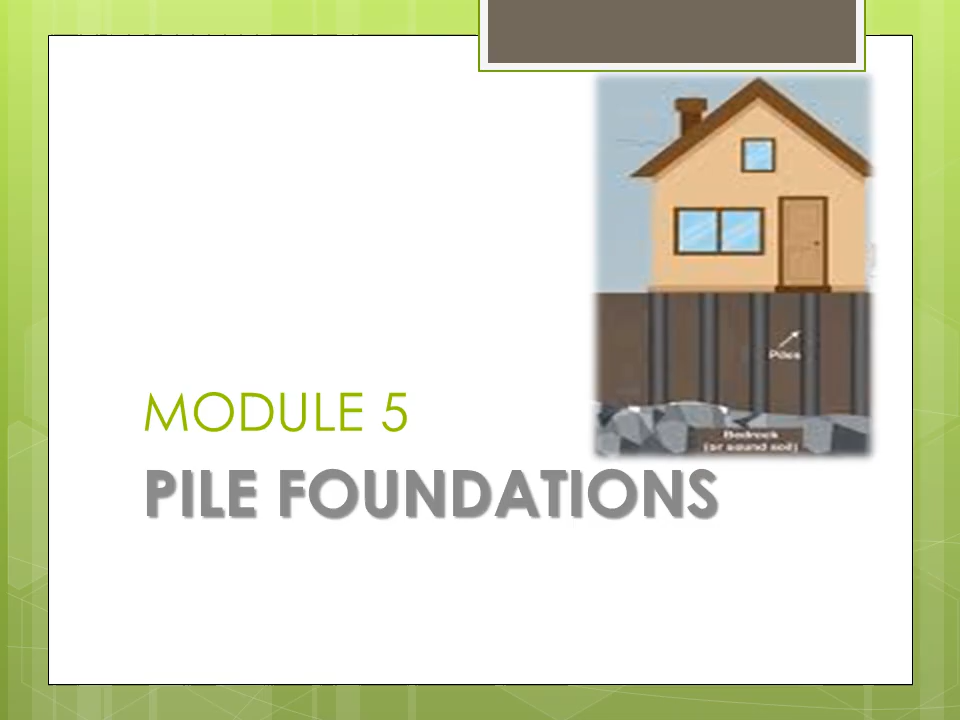 Piles
Bedrock
(or sound soil)
MODULE 5
PILE FOUNDATIONS